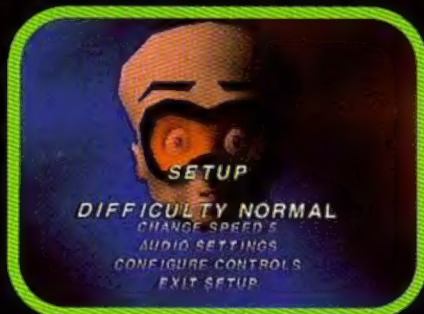 SETUP
DIFFICULTY NORMAL
CHANGE SPEED 5
AUDIO SETTINGS
CONFIGURE CONTROLS
EXIT SETUP